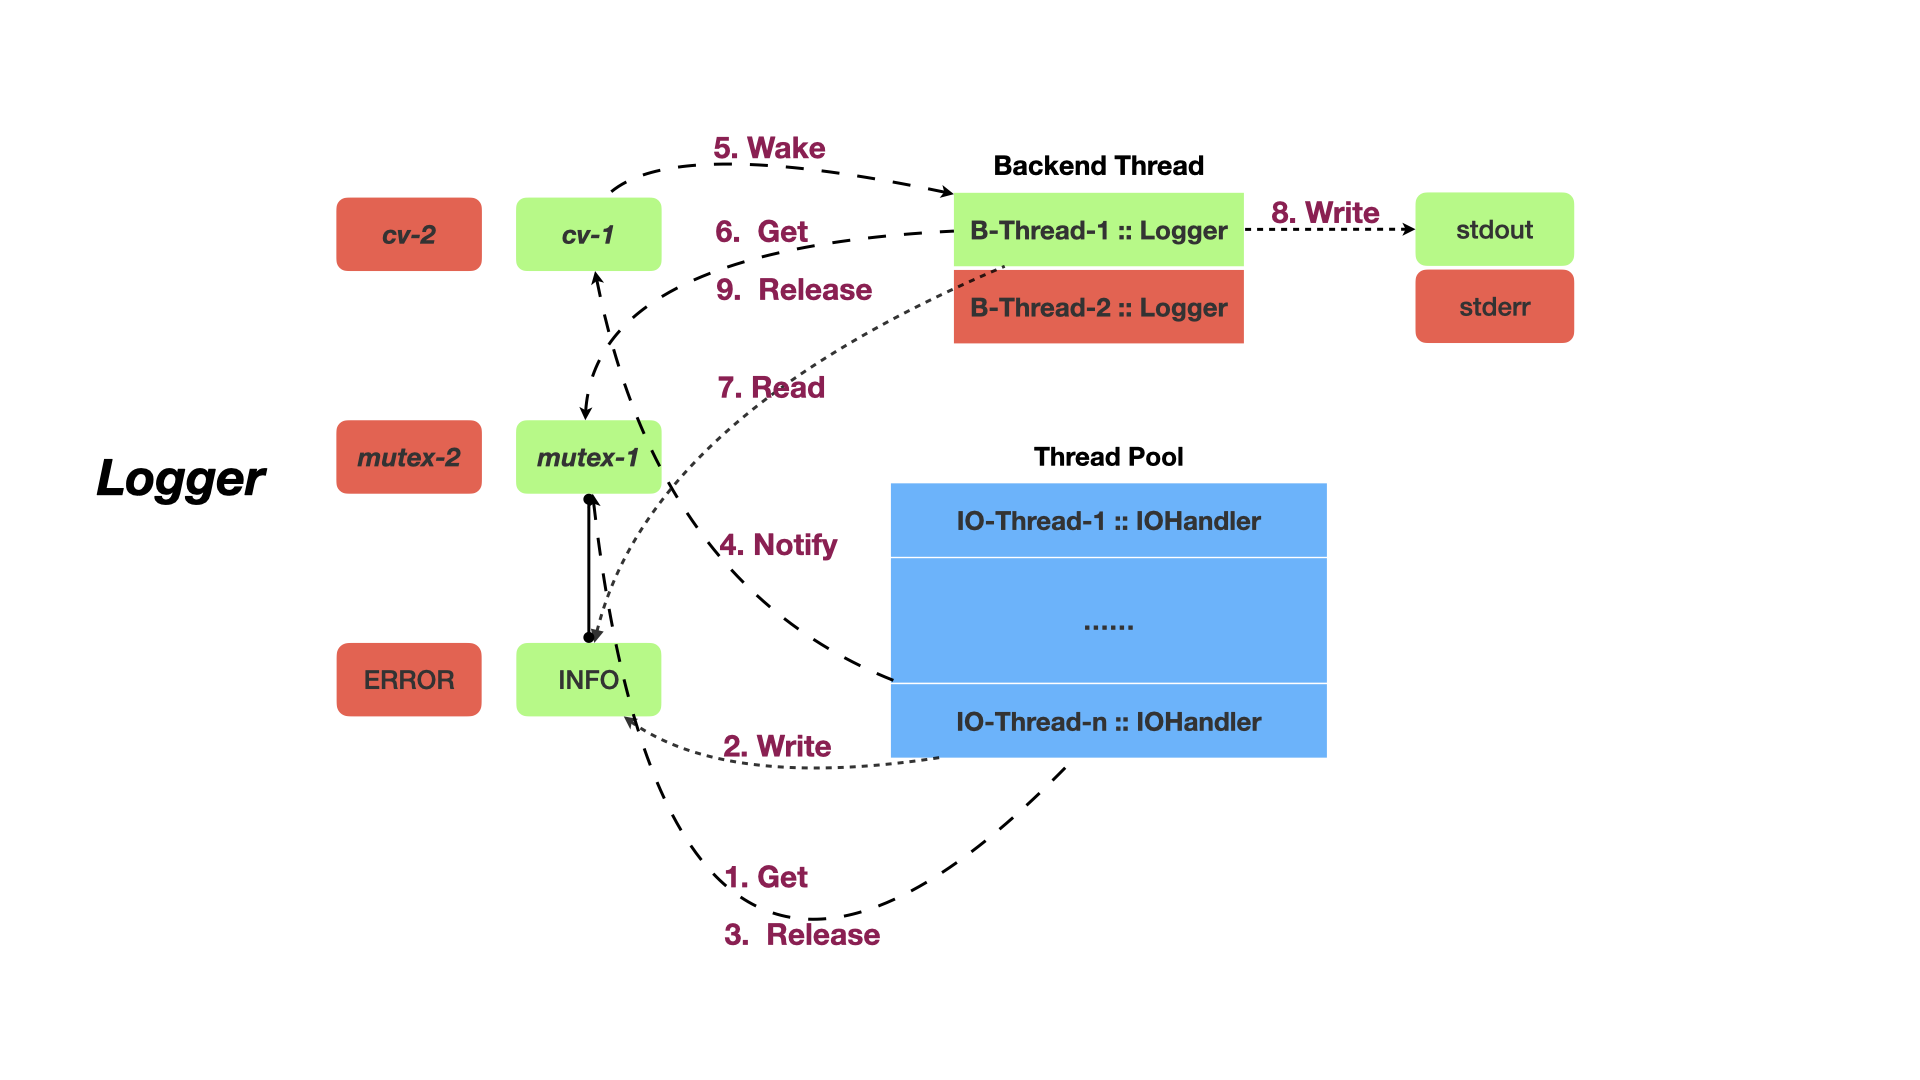 5. Wake
Backend Thread
cv-2
cv-1
6. Get
B-Thread-1 :: Logger
8. Write
stdout
9. Release
B-Thread-2 :: Logger
stderr
7. Read
Logger
mutex-2
mutex-1
Thread Pool
IO-Thread-1 :: IOHandler
4. Notify
......
ERROR
INFO
IO-Thread-n :: IOHandler
2. Write
1. Get
3. Release